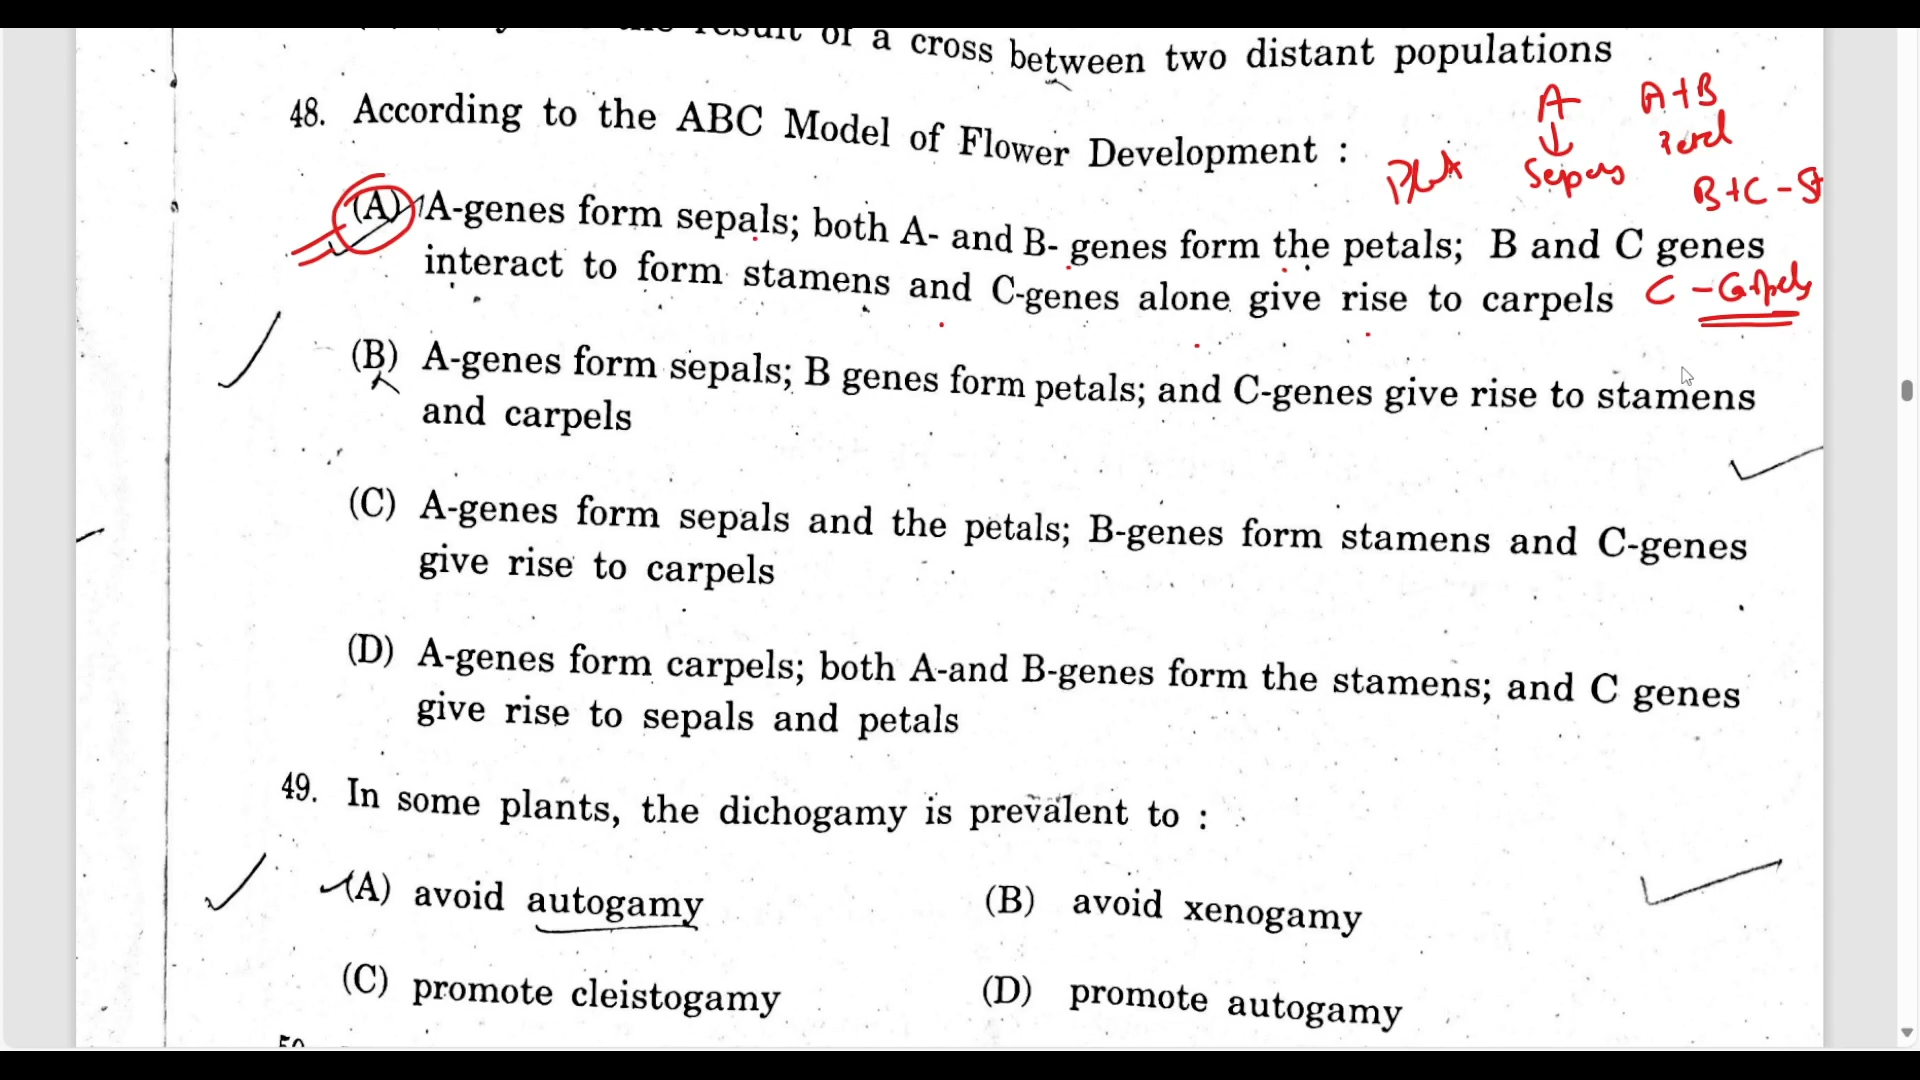 result of a cross between two distant populations
48. According to the ABC Model of Flower Development :
A
A+B
Sepals
B+C - St
(A) A-genes form sepals; both A- and B- genes form the petals; B and C genes
interact to form stamens and C-genes alone give rise to carpels
C - Carpels
(B) A-genes form sepals; B genes form petals; and C-genes give rise to stamens
and carpels
(C) A-genes form sepals and the petals; B-genes form stamens and C-genes
give rise to carpels
(D) A-genes form carpels; both A-and B-genes form the stamens; and C genes
give rise to sepals and petals
49. In some plants, the dichogamy is prevalent to :
(A) avoid autogamy
(B) avoid xenogamy
(C) promote cleistogamy
(D) promote autogamy
50